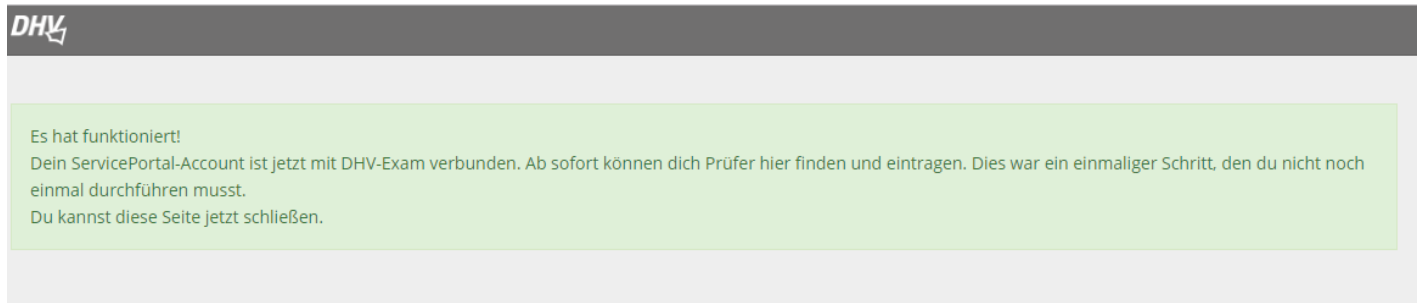 DHV
Es hat funktioniert!
Dein ServicePortal-Account ist jetzt mit DHV-Exam verbunden. Ab sofort können dich Prüfer hier finden und eintragen. Dies war ein einmaliger Schritt, den du nicht noch
einmal durchführen musst.
Du kannst diese Seite jetzt schließen.